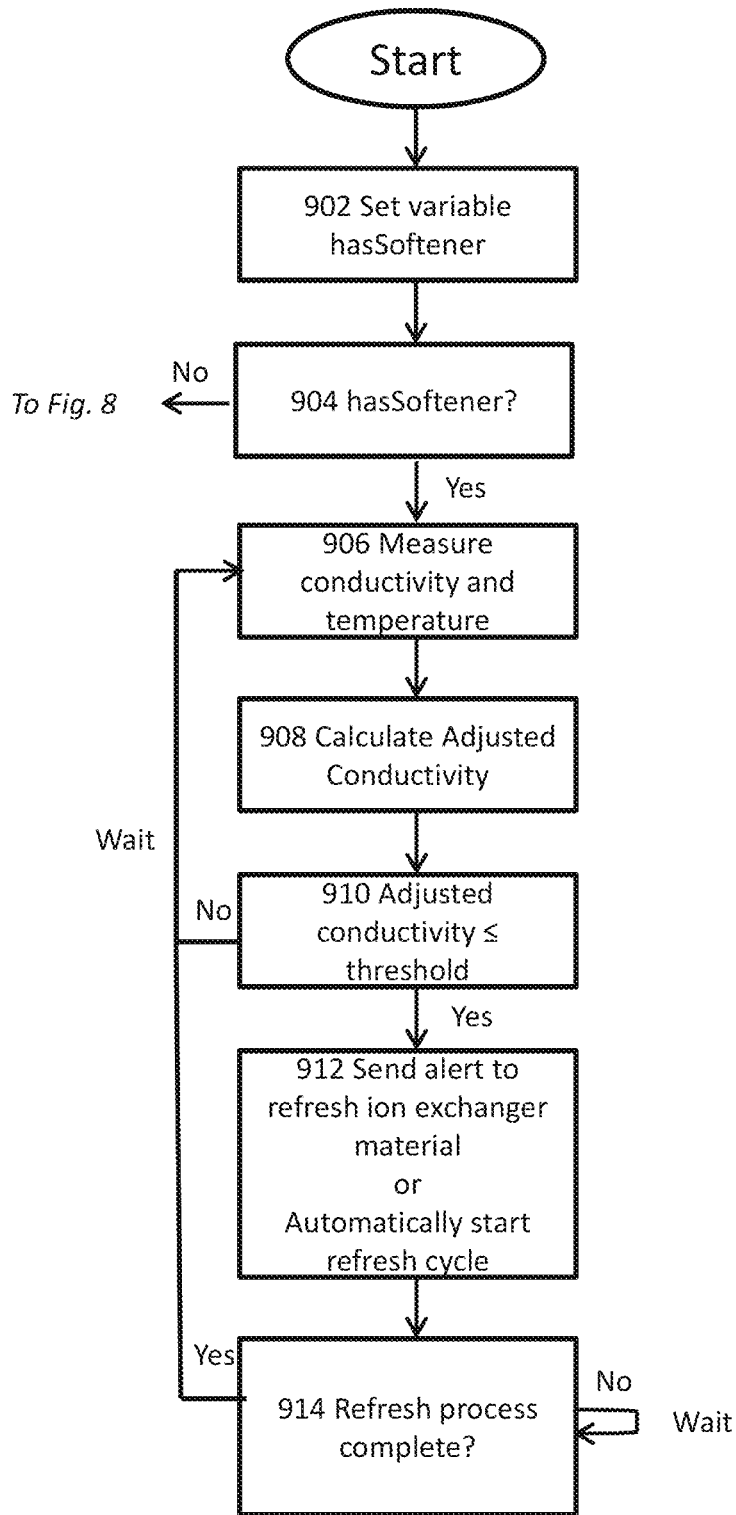 Start
902 Set variable
hasSoftener
No
To Fig. 8
904 hasSoftener?
Yes
906 Measure
conductivity and
temperature
908 Calculate Adjusted
Conductivity
Wait
No
910 Adjusted
conductivity ≤
threshold
Yes
912 Send alert to
refresh ion exchanger
material
or
Automatically start
refresh cycle
Yes
914 Refresh process
complete?
No
Wait